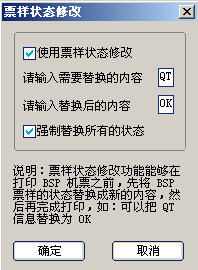 票样状态修改
使用票样状态修改
请输入需要替换的内容 QT
请输入替换后的内容 OK
强制替换所有的状态
说明：票样状态修改功能能够在
打印 BSP 机票之前，先将 BSP
票样的状态替换成新的内容，然
后再完成打印，如：可以把 QT
信息替换为 OK
确定 取消